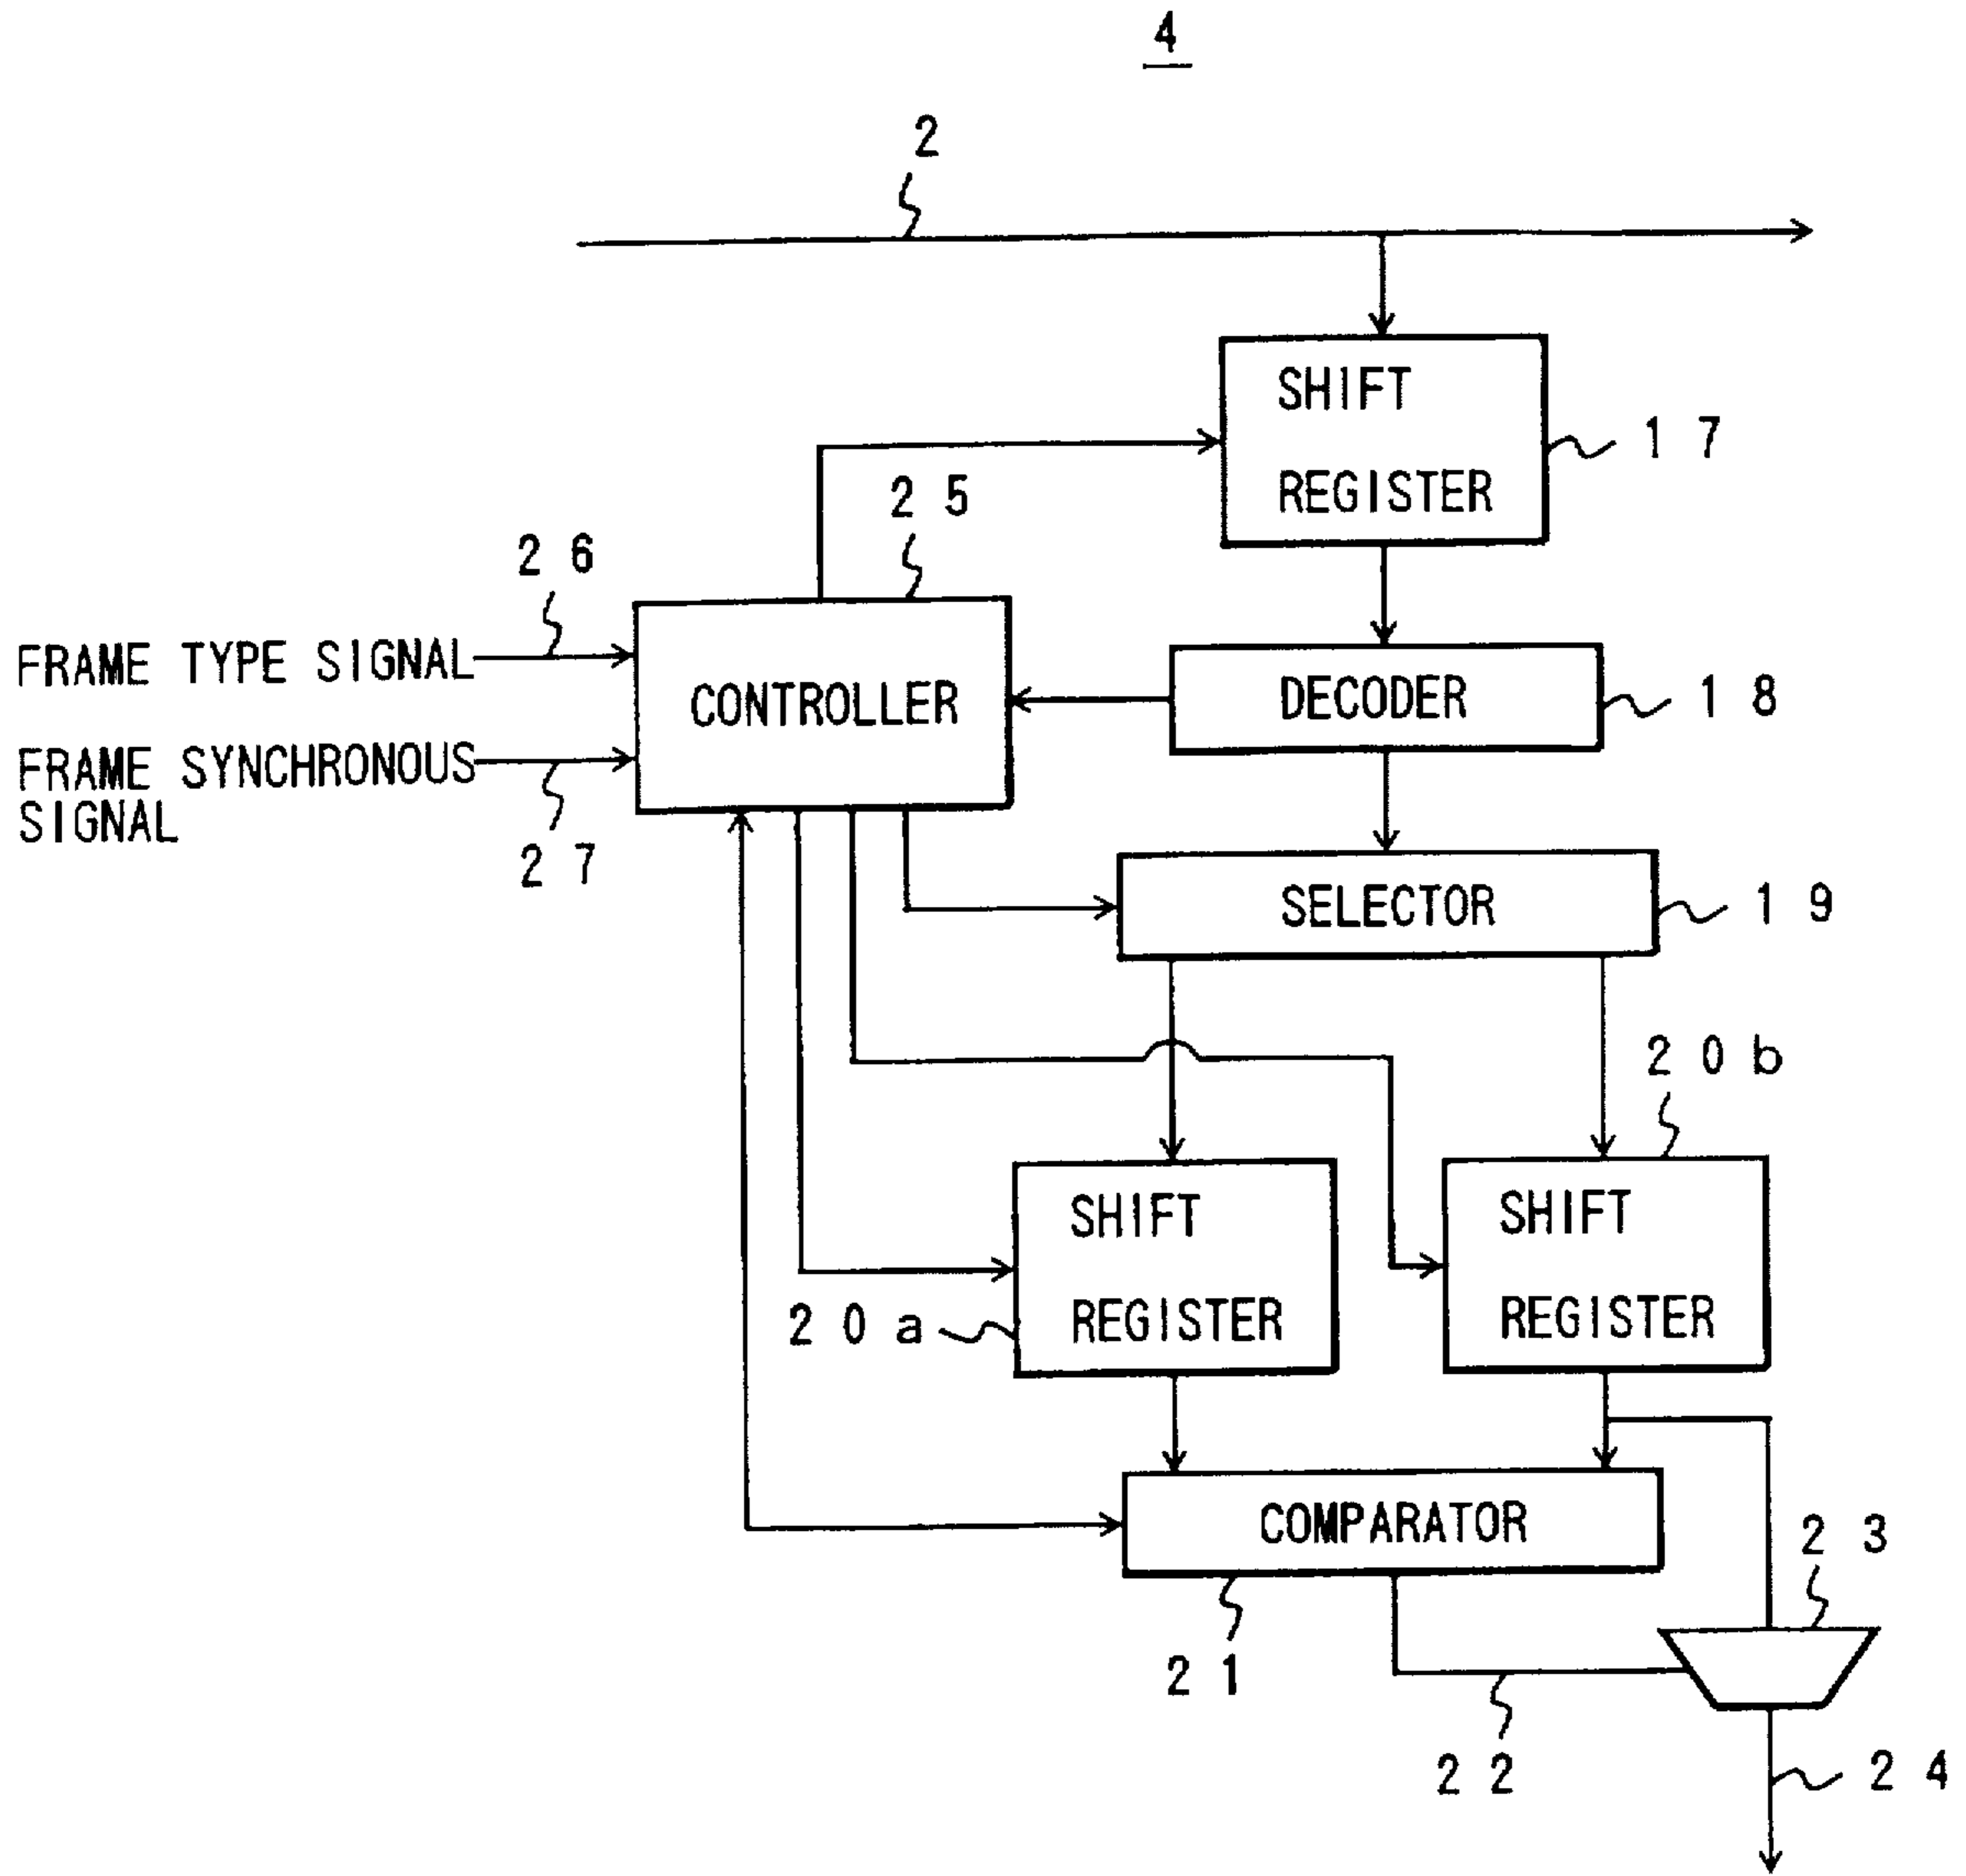 4
2
SHIFT
REGISTER
17
25
26
FRAME TYPE SIGNAL
CONTROLLER
DECODER
18
FRAME SYNCHRONOUS
SIGNAL
27
SELECTOR
19
20b
SHIFT
REGISTER
20a
SHIFT
REGISTER
COMPARATOR
23
21
22
24